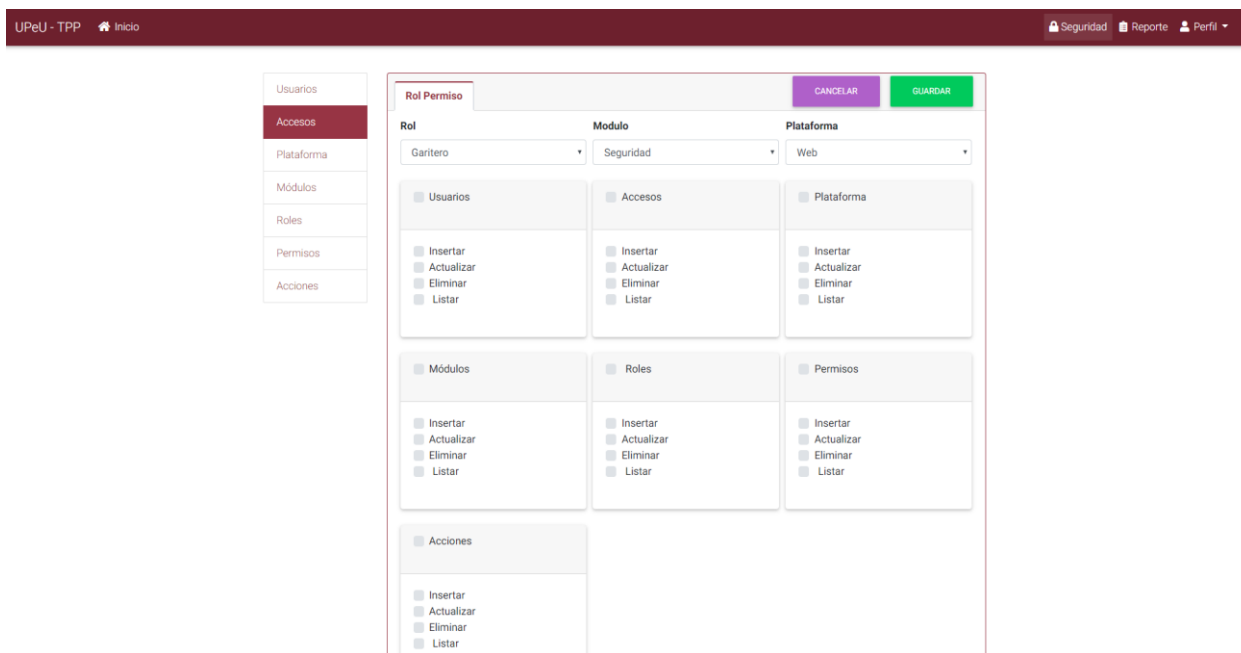 UPeU - TPP Inicio Seguridad Reporte Perfil
Usuarios
Accesos
Plataforma
Módulos
Roles
Permisos
Acciones
Rol Permiso CANCELAR GUARDAR
Rol Modulo Plataforma
Garitero Seguridad Web
Usuarios Accesos Plataforma
Insertar Insertar Insertar
Actualizar Actualizar Actualizar
Eliminar Eliminar Eliminar
Listar Listar Listar
Módulos Roles Permisos
Insertar Insertar Insertar
Actualizar Actualizar Actualizar
Eliminar Eliminar Eliminar
Listar Listar Listar
Acciones
Insertar
Actualizar
Eliminar
Listar